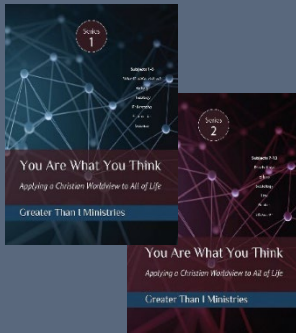 Series
1
Subjects 1-6
You Are What You Think
Applying a Christian Worldview to All of Life
Greater Than I Ministries
Series
2
Subjects 7-12
You Are What You Think
Applying a Christian Worldview to All of Life
Greater Than I Ministries